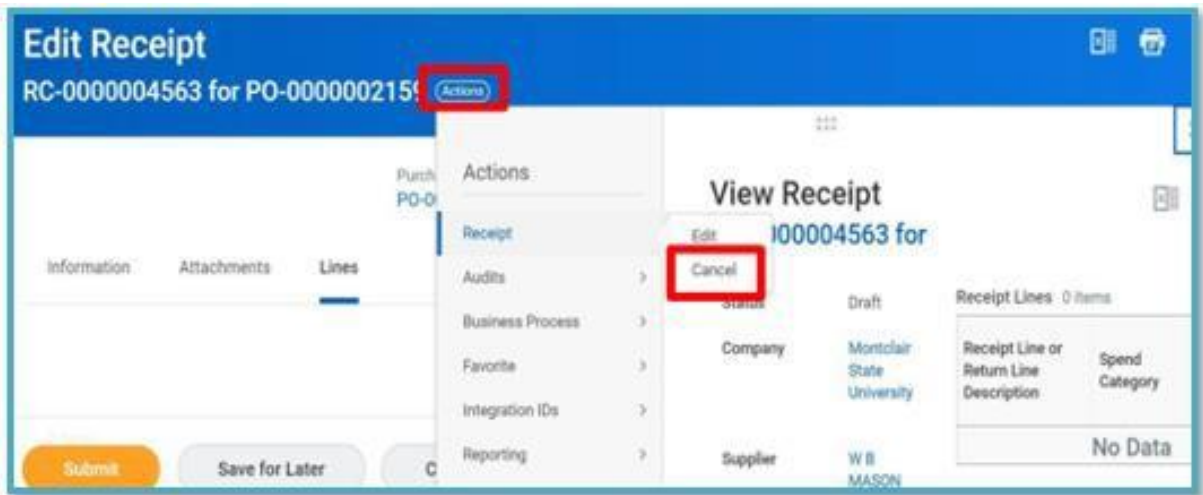 Edit Receipt
RC-0000004563 for PO-000000215
Actions
Purch
PO-0
Information Attachments Lines
Submit Save for Later C
Actions
Receipt
Audits
Business Process
Favorite
Integration IDs
Reporting
Edit
Cancel
View Receipt
000004563 for
Status Draft
Company Montclair
State
University
Supplier W B
MASON
Receipt Lines 0 items
Receipt Line or
Return Line
Description
Spend
Category
No Data